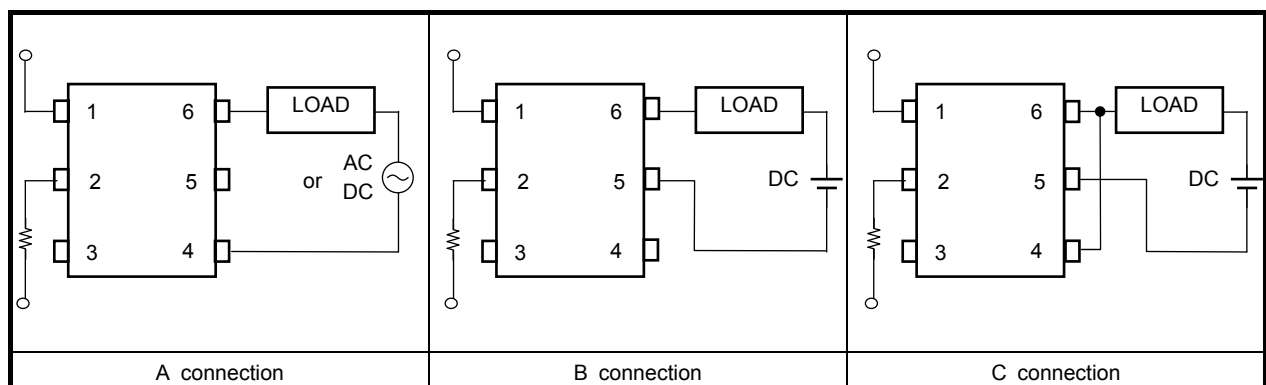 1 6 LOAD
2 5 or AC DC
3 4
A connection
1 6 LOAD
2 5 DC
3 4
B connection
1 6 LOAD
2 5 DC
3 4
C connection